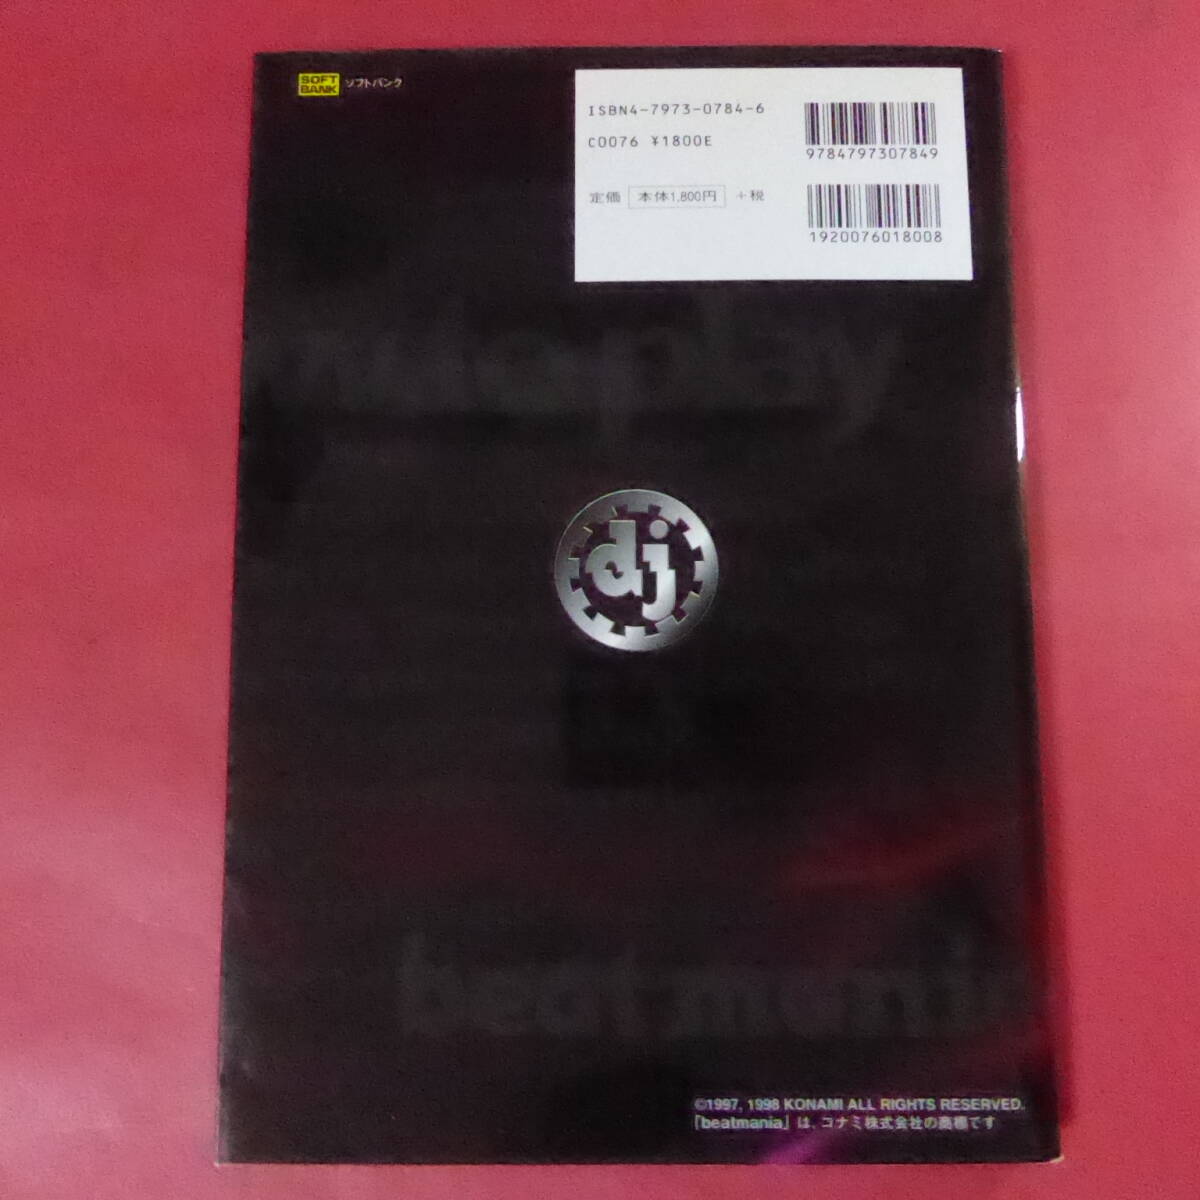 SOFT
BANK
ソフトバンク
ISBN4-7973-0784-6
C0076 ¥1800E
定価 本体1,800円 +税
9784797307849
1920076018008
play
dj
beatmani
©1997, 1998 KONAMI ALL RIGHTS RESERVED.
「beatmania」は、コナミ株式会社の商標です